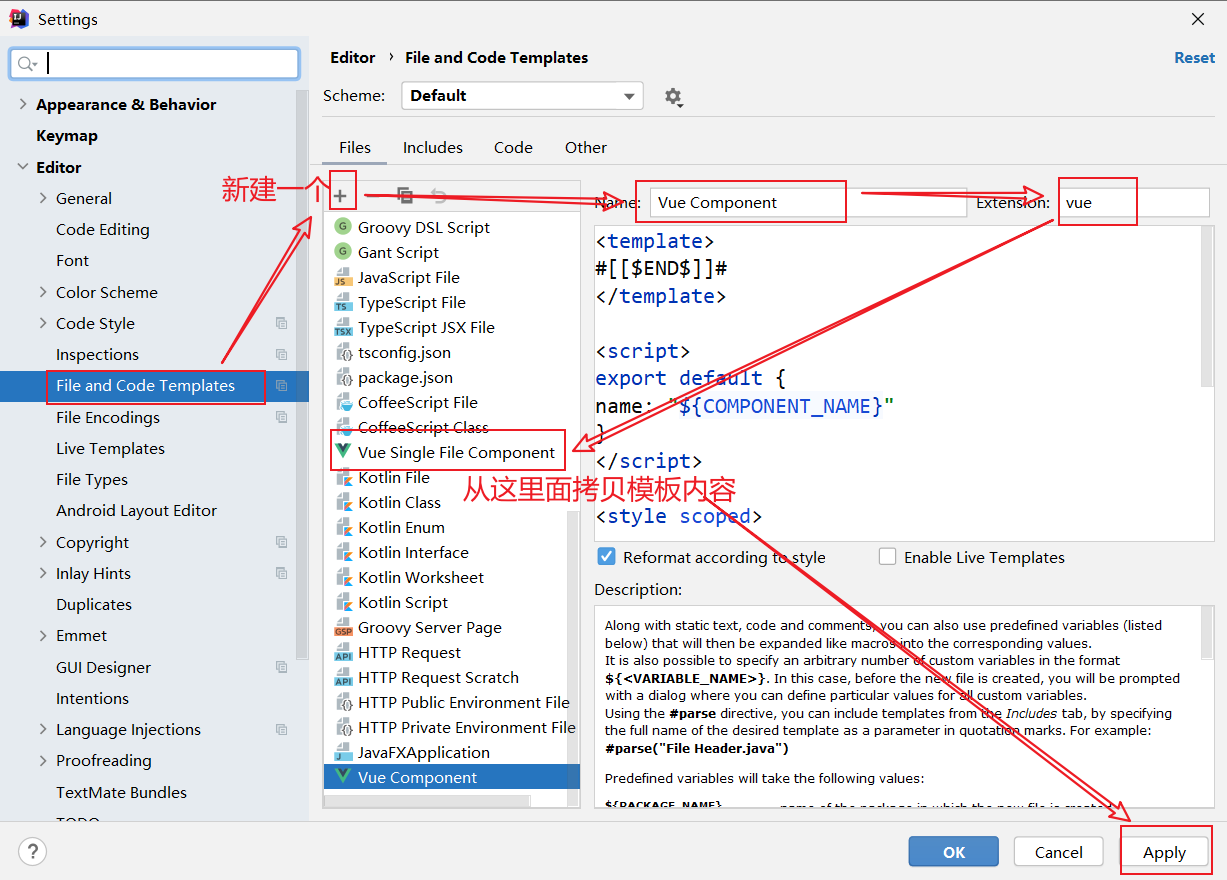 Settings
Appearance & Behavior
Keymap
Editor
General
Code Editing
Font
Color Scheme
Code Style
Inspections
File and Code Templates
File Encodings
Live Templates
File Types
Android Layout Editor
Copyright
Inlay Hints
Duplicates
Emmet
GUI Designer
Intentions
Language Injections
Proofreading
TextMate Bundles
TODO
Editor › File and Code Templates
Reset
Scheme: Default
Files Includes Code Other
新建一个
Groovy DSL Script
Gant Script
JavaScript File
TypeScript File
TypeScript JSX File
tsconfig.json
package.json
CoffeeScript File
CoffeeScript Class
Vue Single File Component
Kotlin File
Kotlin Class
Kotlin Enum
Kotlin Interface
Kotlin Worksheet
Kotlin Script
Groovy Server Page
HTTP Request
HTTP Request Scratch
HTTP Public Environment File
HTTP Private Environment File
JavaFXApplication
Vue Component
Name: Vue Component Extension: vue
<template>
#[[$END$]]#
</template>
<script>
export default {
name: "${COMPONENT_NAME}"
}
</script>
从这里面拷贝模板内容
<style scoped>
Reformat according to style Enable Live Templates
Description:
Along with static text, code and comments, you can also use predefined variables (listed
below) that will then be expanded like macros into the corresponding values.
It is also possible to specify an arbitrary number of custom variables in the format
${<VARIABLE_NAME>}. In this case, before the new file is created, you will be prompted
with a dialog where you can define particular values for all custom variables.
Using the #parse directive, you can include templates from the Includes tab, by specifying
the full name of the desired template as a parameter in quotation marks. For example:
#parse("File Header.java")
Predefined variables will take the following values:
${PACKAGE_NAME} name of the package in which the new file is created
? OK Cancel Apply